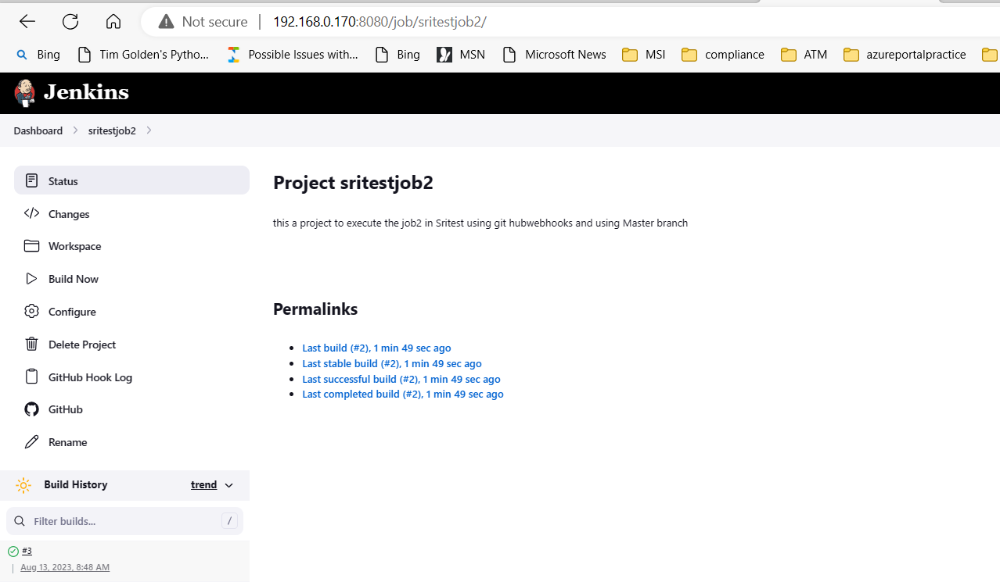 Not secure | 192.168.0.170:8080/job/sritestjob2/
Bing Tim Golden's Pytho... Possible Issues with... Bing MSN Microsoft News MSI compliance ATM azureportalpractice
Jenkins
Dashboard sritestjob2
Status
Changes
Workspace
Build Now
Configure
Delete Project
GitHub Hook Log
GitHub
Rename
Build History trend
Filter builds... /
#3
Aug 13, 2023, 8:48 AM
Project sritestjob2
this a project to execute the job2 in Sritest using git hubwebhooks and using Master branch
Permalinks
Last build (#2), 1 min 49 sec ago
Last stable build (#2), 1 min 49 sec ago
Last successful build (#2), 1 min 49 sec ago
Last completed build (#2), 1 min 49 sec ago